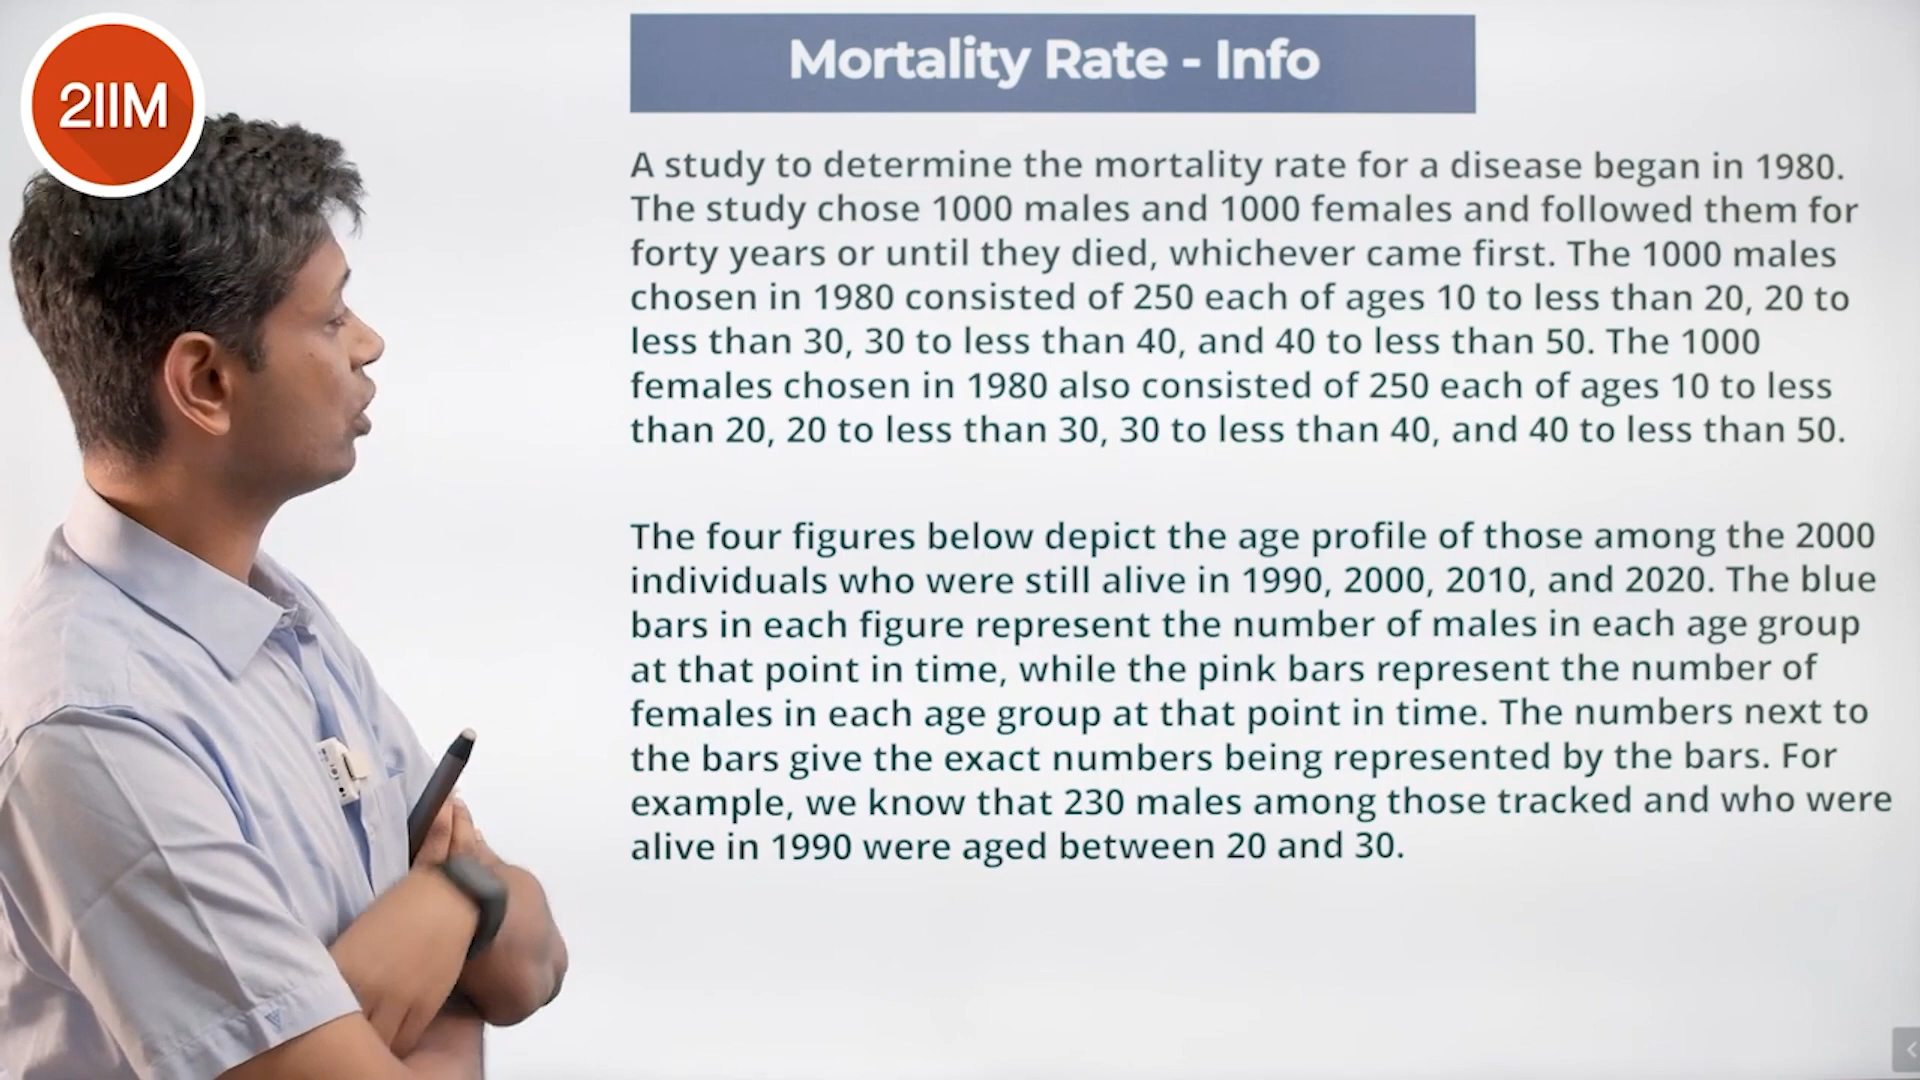 2IIM
Mortality Rate - Info
A study to determine the mortality rate for a disease began in 1980.
The study chose 1000 males and 1000 females and followed them for
forty years or until they died, whichever came first. The 1000 males
chosen in 1980 consisted of 250 each of ages 10 to less than 20, 20 to
less than 30, 30 to less than 40, and 40 to less than 50. The 1000
females chosen in 1980 also consisted of 250 each of ages 10 to less
than 20, 20 to less than 30, 30 to less than 40, and 40 to less than 50.
The four figures below depict the age profile of those among the 2000
individuals who were still alive in 1990, 2000, 2010, and 2020. The blue
bars in each figure represent the number of males in each age group
at that point in time, while the pink bars represent the number of
females in each age group at that point in time. The numbers next to
the bars give the exact numbers being represented by the bars. For
example, we know that 230 males among those tracked and who were
alive in 1990 were aged between 20 and 30.